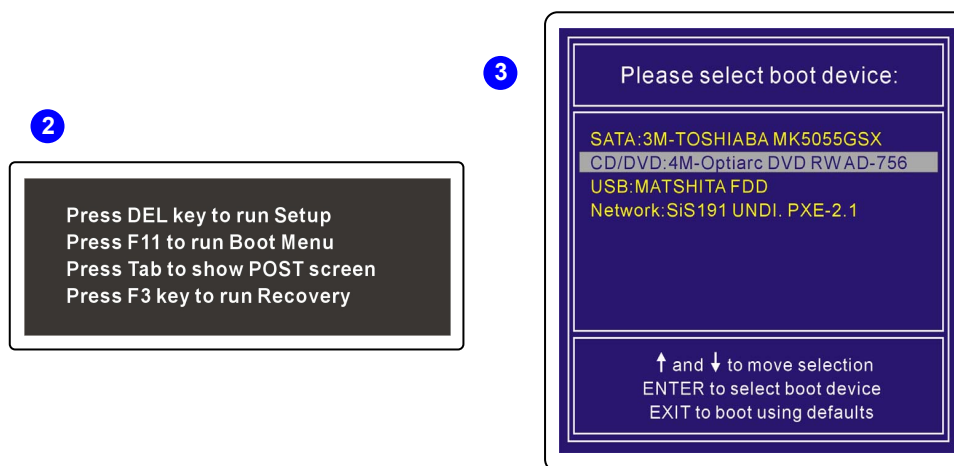 2
Press DEL key to run Setup
Press F11 to run Boot Menu
Press Tab to show POST screen
Press F3 key to run Recovery
3
Please select boot device:
SATA:3M-TOSHIABA MK5055GSX
CD/DVD:4M-Optiarc DVD RW AD-756
USB:MATSHITA FDD
Network:SiS191 UNDI. PXE-2.1
↑ and ↓ to move selection
ENTER to select boot device
EXIT to boot using defaults